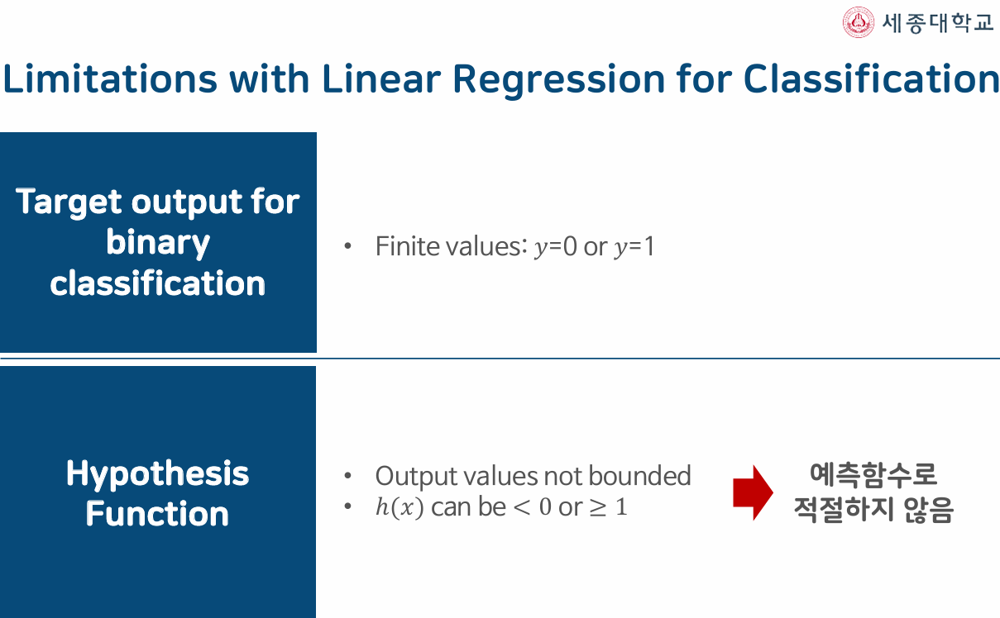 세종대학교
Limitations with Linear Regression for Classification
Target output for
binary
classification
• Finite values: y=0 or y=1
Hypothesis
Function
• Output values not bounded
• h(x) can be < 0 or ≥ 1
예측함수로
적절하지 않음